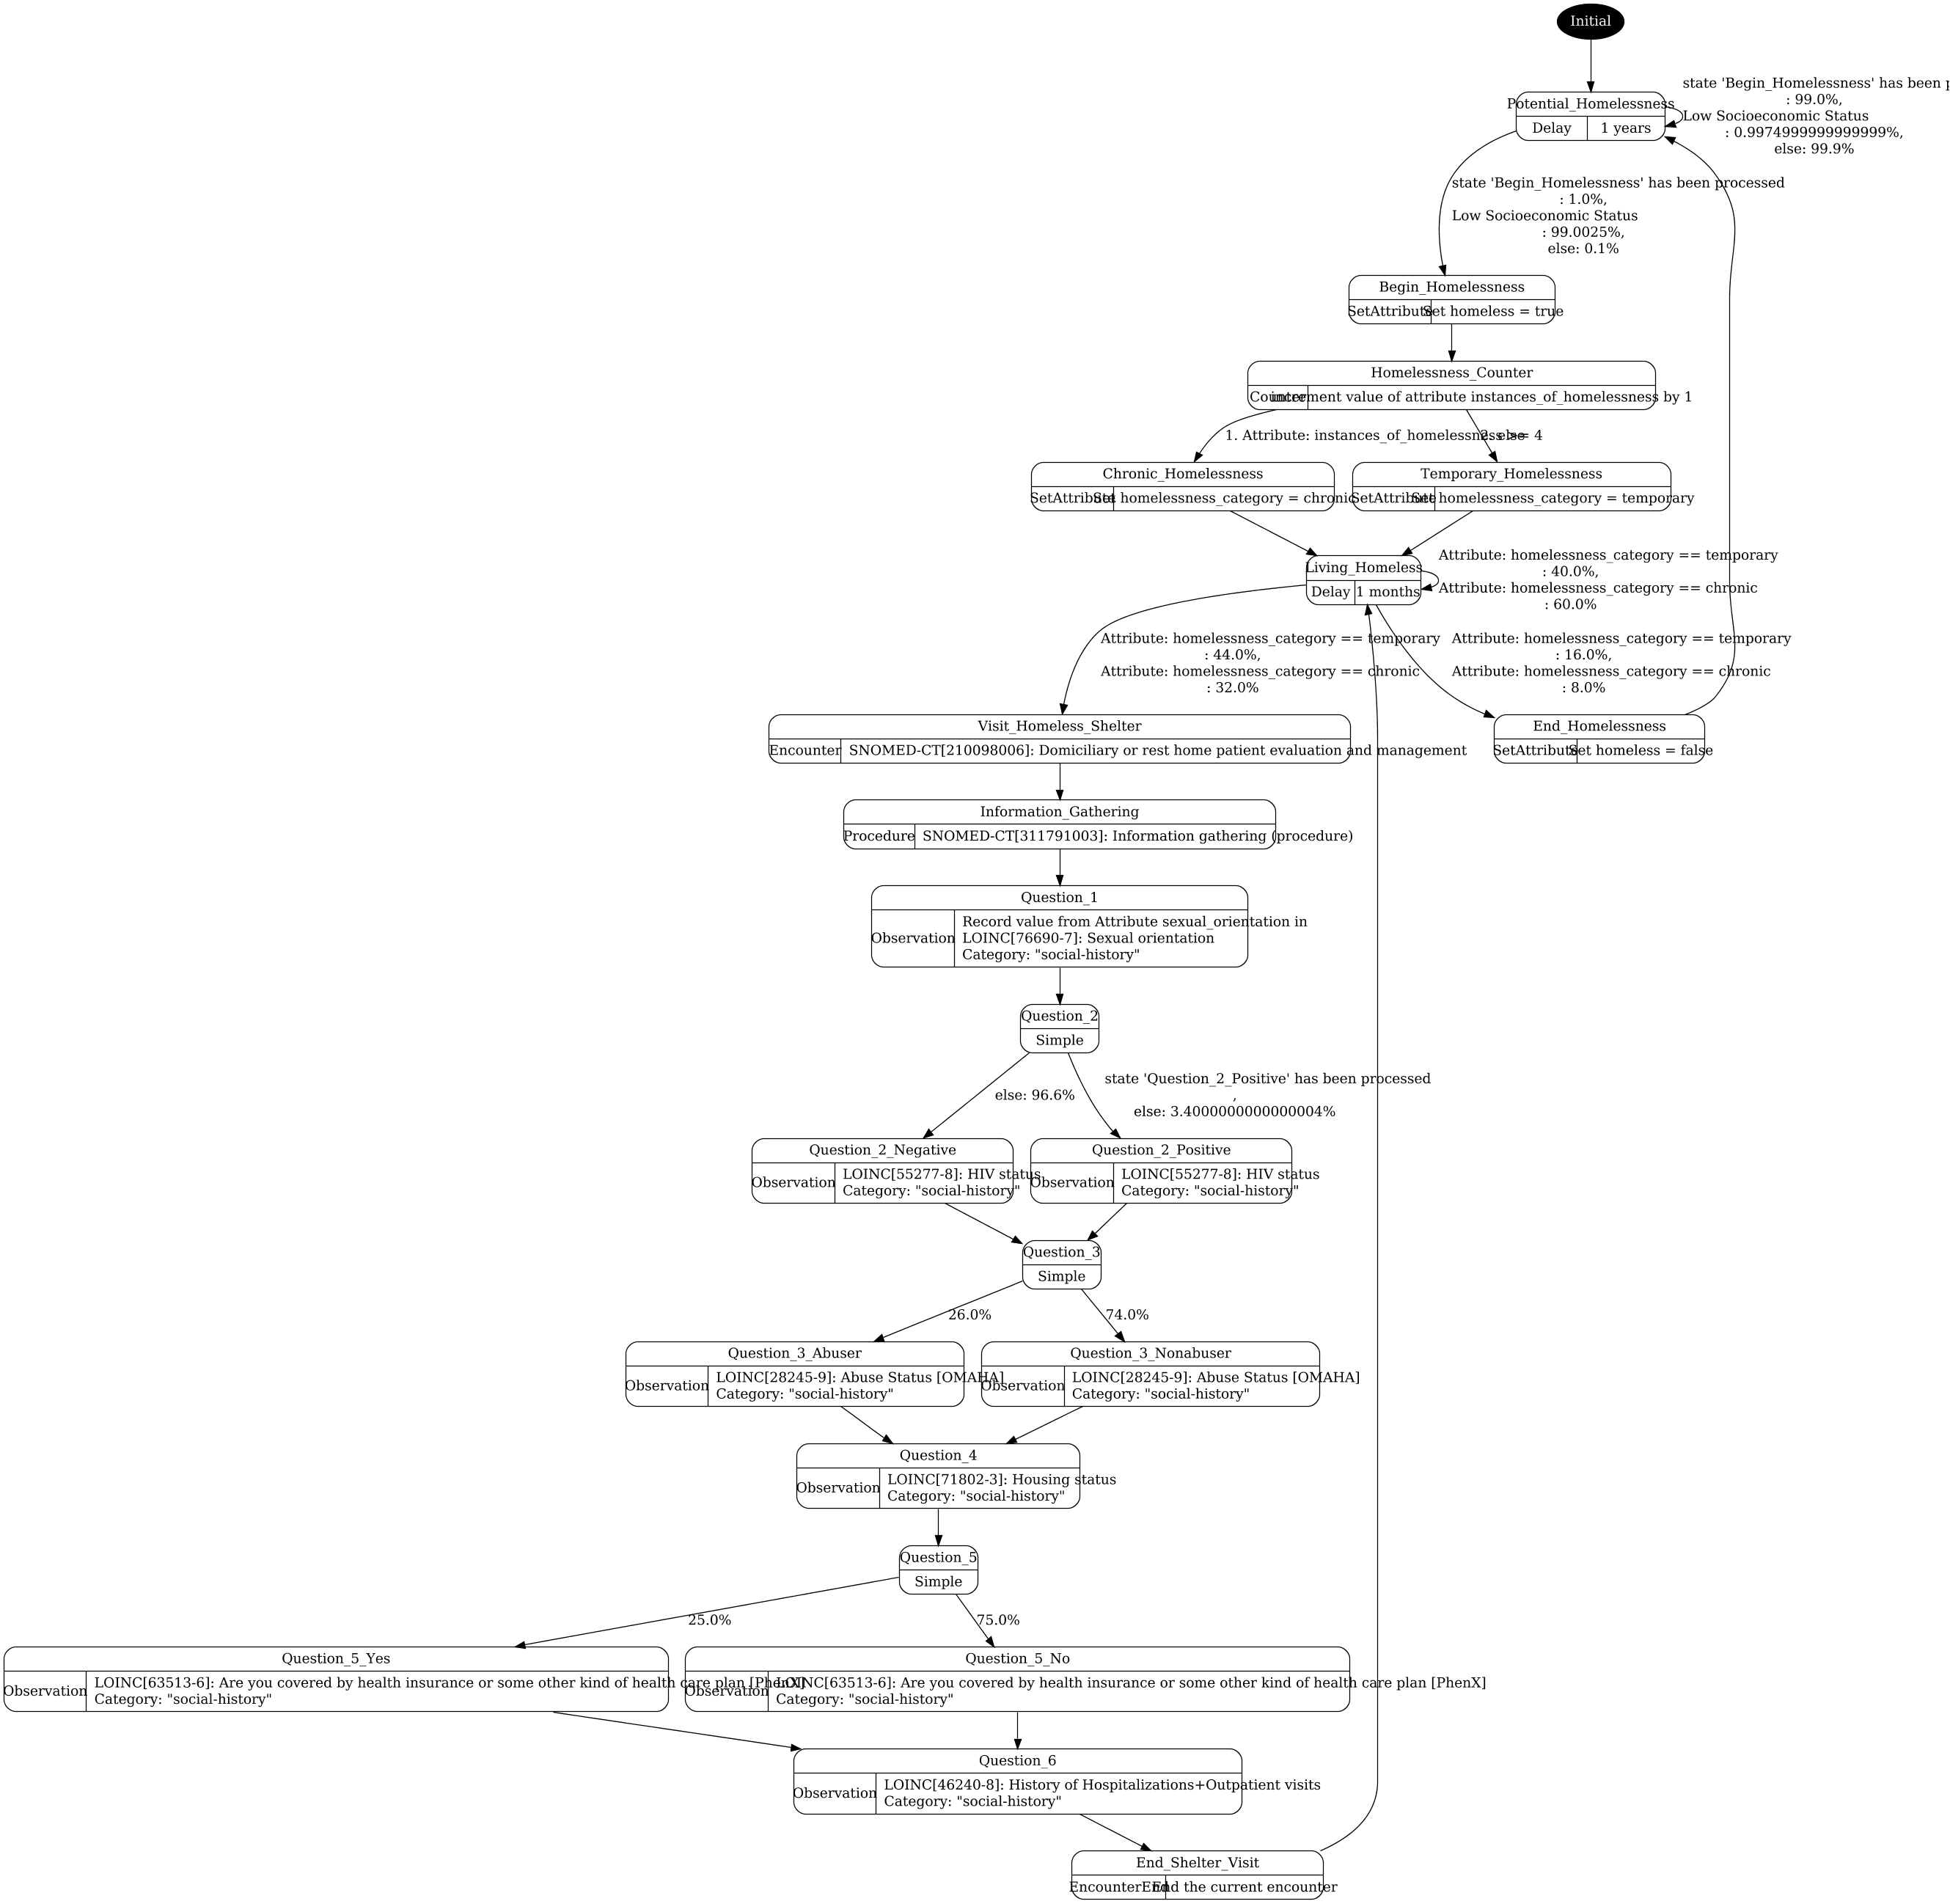 Initial
Potential_Homelessness
Delay 1 years
state 'Begin_Homelessness' has been p
: 99.0%,
Low Socioeconomic Status
: 0.9974999999999999%,
else: 99.9%
state 'Begin_Homelessness' has been processed
: 1.0%,
Low Socioeconomic Status
: 99.0025%,
else: 0.1%
Begin_Homelessness
SetAttribute Set homeless = true
Homelessness_Counter
Counter increment value of attribute instances_of_homelessness by 1
1. Attribute: instances_of_homelessness >= 4
2. else
Chronic_Homelessness
SetAttribute Set homelessness_category = chronic
Temporary_Homelessness
SetAttribute Set homelessness_category = temporary
Living_Homeless
Delay 1 months
Attribute: homelessness_category == temporary
: 40.0%,
Attribute: homelessness_category == chronic
: 60.0%
Attribute: homelessness_category == temporary
: 44.0%,
Attribute: homelessness_category == chronic
: 32.0%
Attribute: homelessness_category == temporary
: 16.0%,
Attribute: homelessness_category == chronic
: 8.0%
Visit_Homeless_Shelter
Encounter SNOMED-CT[210098006]: Domiciliary or rest home patient evaluation and management
End_Homelessness
SetAttribute Set homeless = false
Information_Gathering
Procedure SNOMED-CT[311791003]: Information gathering (procedure)
Question_1
Observation
Record value from Attribute sexual_orientation in
LOINC[76690-7]: Sexual orientation
Category: "social-history"
Question_2
Simple
else: 96.6%
state 'Question_2_Positive' has been processed
,
else: 3.4000000000000004%
Question_2_Negative
Observation
LOINC[55277-8]: HIV status
Category: "social-history"
Question_2_Positive
Observation
LOINC[55277-8]: HIV status
Category: "social-history"
Question_3
Simple
26.0%
74.0%
Question_3_Abuser
Observation
LOINC[28245-9]: Abuse Status [OMAHA]
Category: "social-history"
Question_3_Nonabuser
Observation
LOINC[28245-9]: Abuse Status [OMAHA]
Category: "social-history"
Question_4
Observation
LOINC[71802-3]: Housing status
Category: "social-history"
Question_5
Simple
25.0%
75.0%
Question_5_Yes
Observation
LOINC[63513-6]: Are you covered by health insurance or some other kind of health care plan [PhenX]
Category: "social-history"
Question_5_No
Observation
LOINC[63513-6]: Are you covered by health insurance or some other kind of health care plan [PhenX]
Category: "social-history"
Question_6
Observation
LOINC[46240-8]: History of Hospitalizations+Outpatient visits
Category: "social-history"
End_Shelter_Visit
EncounterEnd End the current encounter